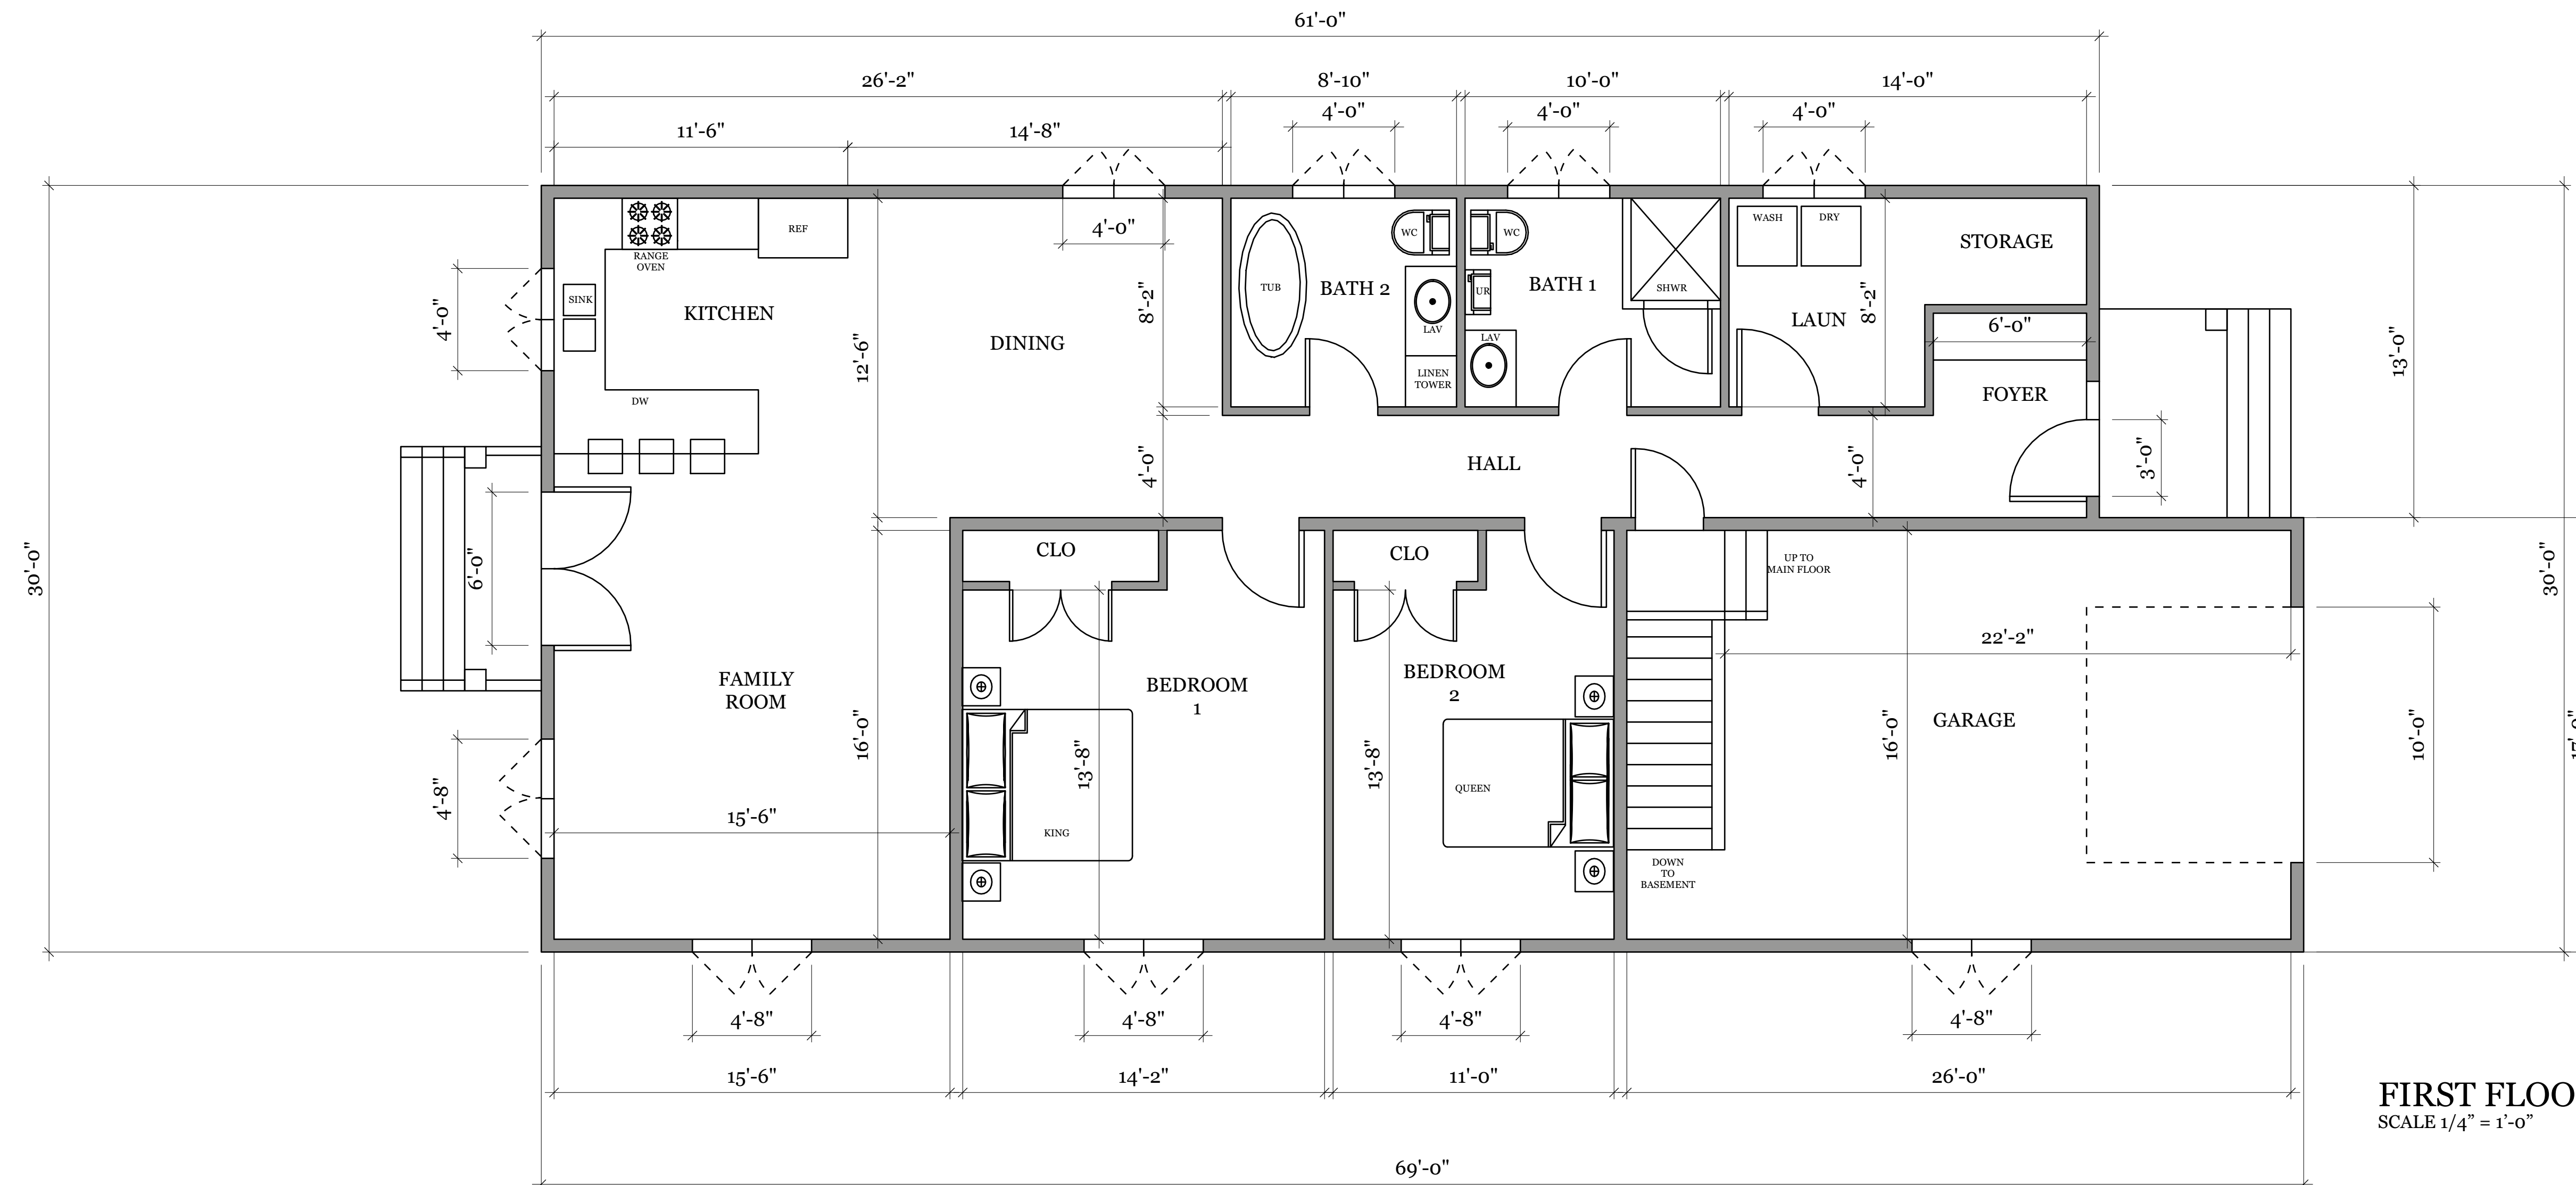 61'-0"
26'-2"
8'-10"
10'-0"
14'-0"
4'-0"
4'-0"
4'-0"
11'-6"
14'-8"
4'-0"
REF
RANGE
OVEN
SINK
KITCHEN
DW
DINING
12'-6"
8'-2"
4'-0"
4'-0"
TUB
BATH 2
WC
LAV
LINEN
TOWER
WC
UR
LAV
BATH 1
SHWR
WASH
DRY
LAUN
8'-2"
STORAGE
6'-0"
FOYER
3'-0"
13'-0"
HALL
4'-0"
30'-0"
6'-0"
CLO
CLO
UP TO
MAIN FLOOR
30'-0"
22'-2"
FAMILY
ROOM
BEDROOM
1
BEDROOM
2
GARAGE
16'-0"
13'-8"
13'-8"
16'-0"
10'-0"
17'-0"
4'-8"
15'-6"
KING
QUEEN
DOWN
TO
BASEMENT
4'-8"
4'-8"
4'-8"
4'-8"
15'-6"
14'-2"
11'-0"
26'-0"
69'-0"
FIRST FLOO
SCALE 1/4” = 1’-0”